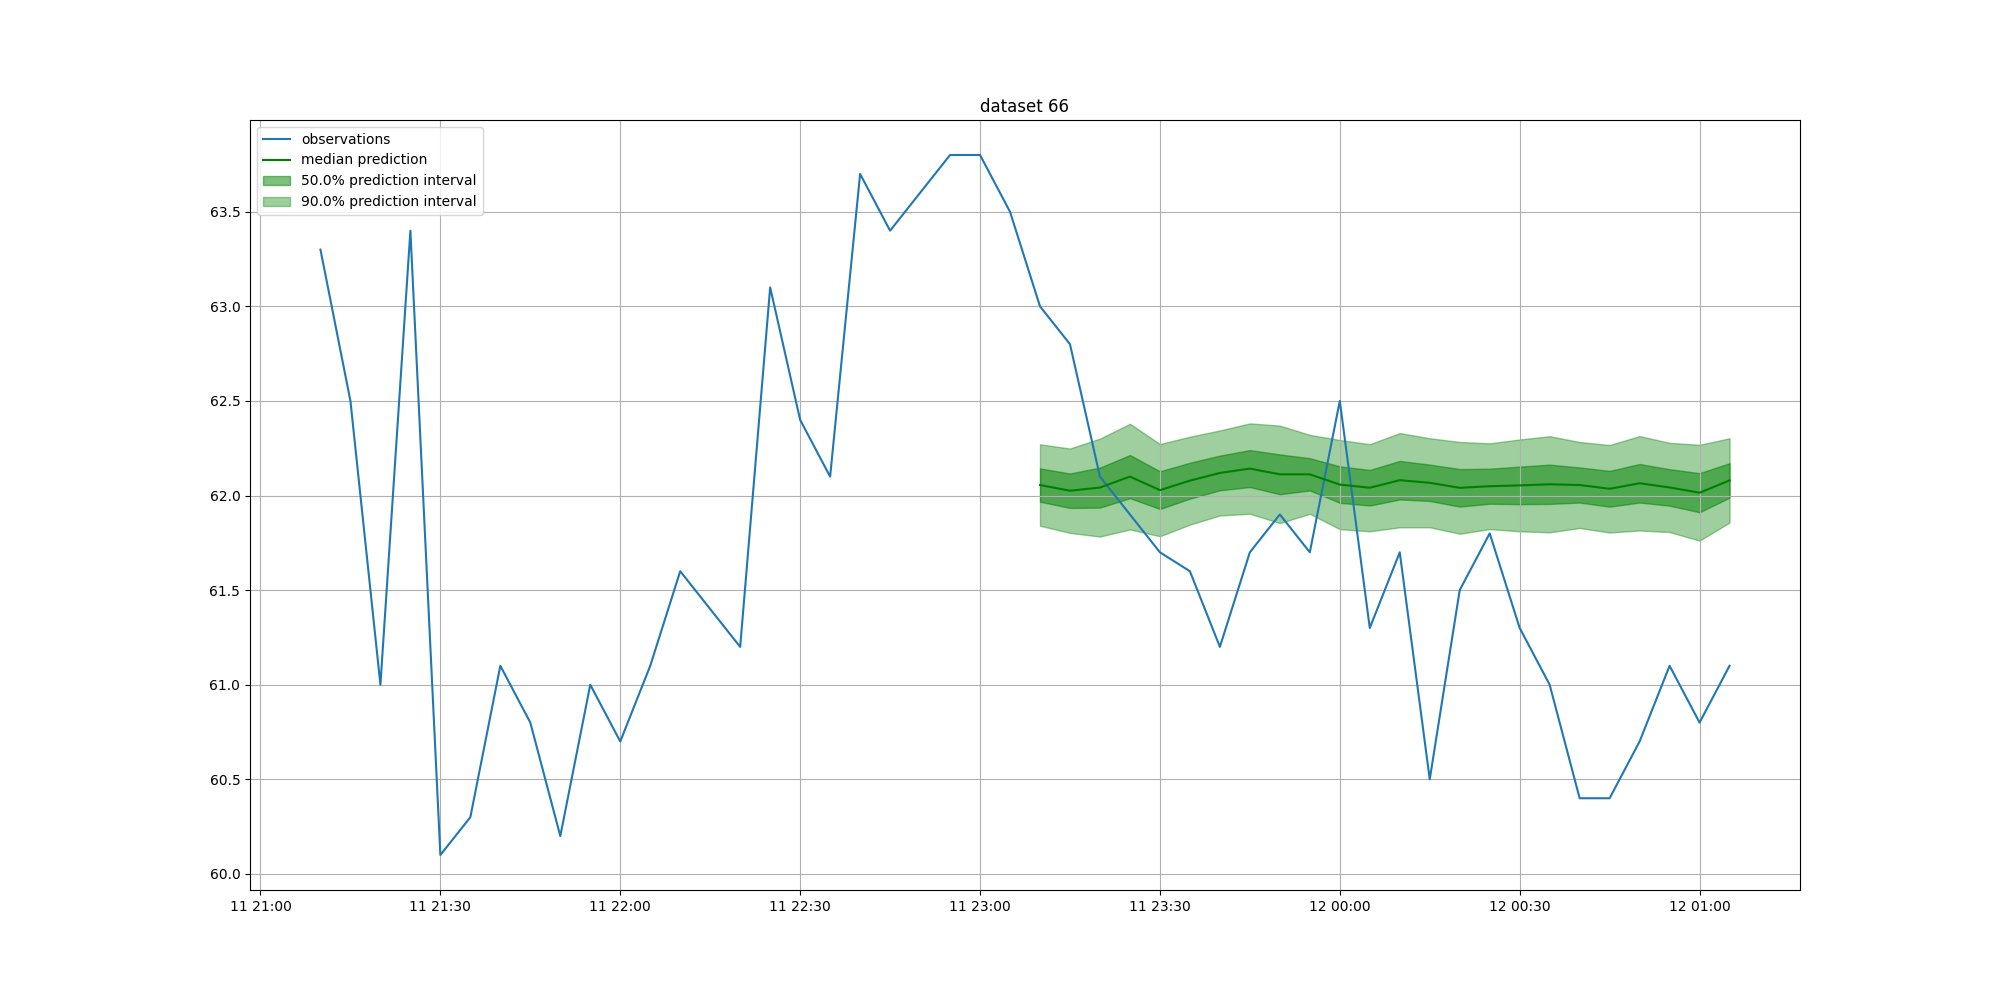 dataset 66
observations
median prediction
50.0% prediction interval
90.0% prediction interval
63.5
63.0
62.5
62.0
61.5
61.0
60.5
60.0
11 21:00 11 21:30 11 22:00 11 22:30 11 23:00 11 23:30 12 00:00 12 00:30 12 01:00